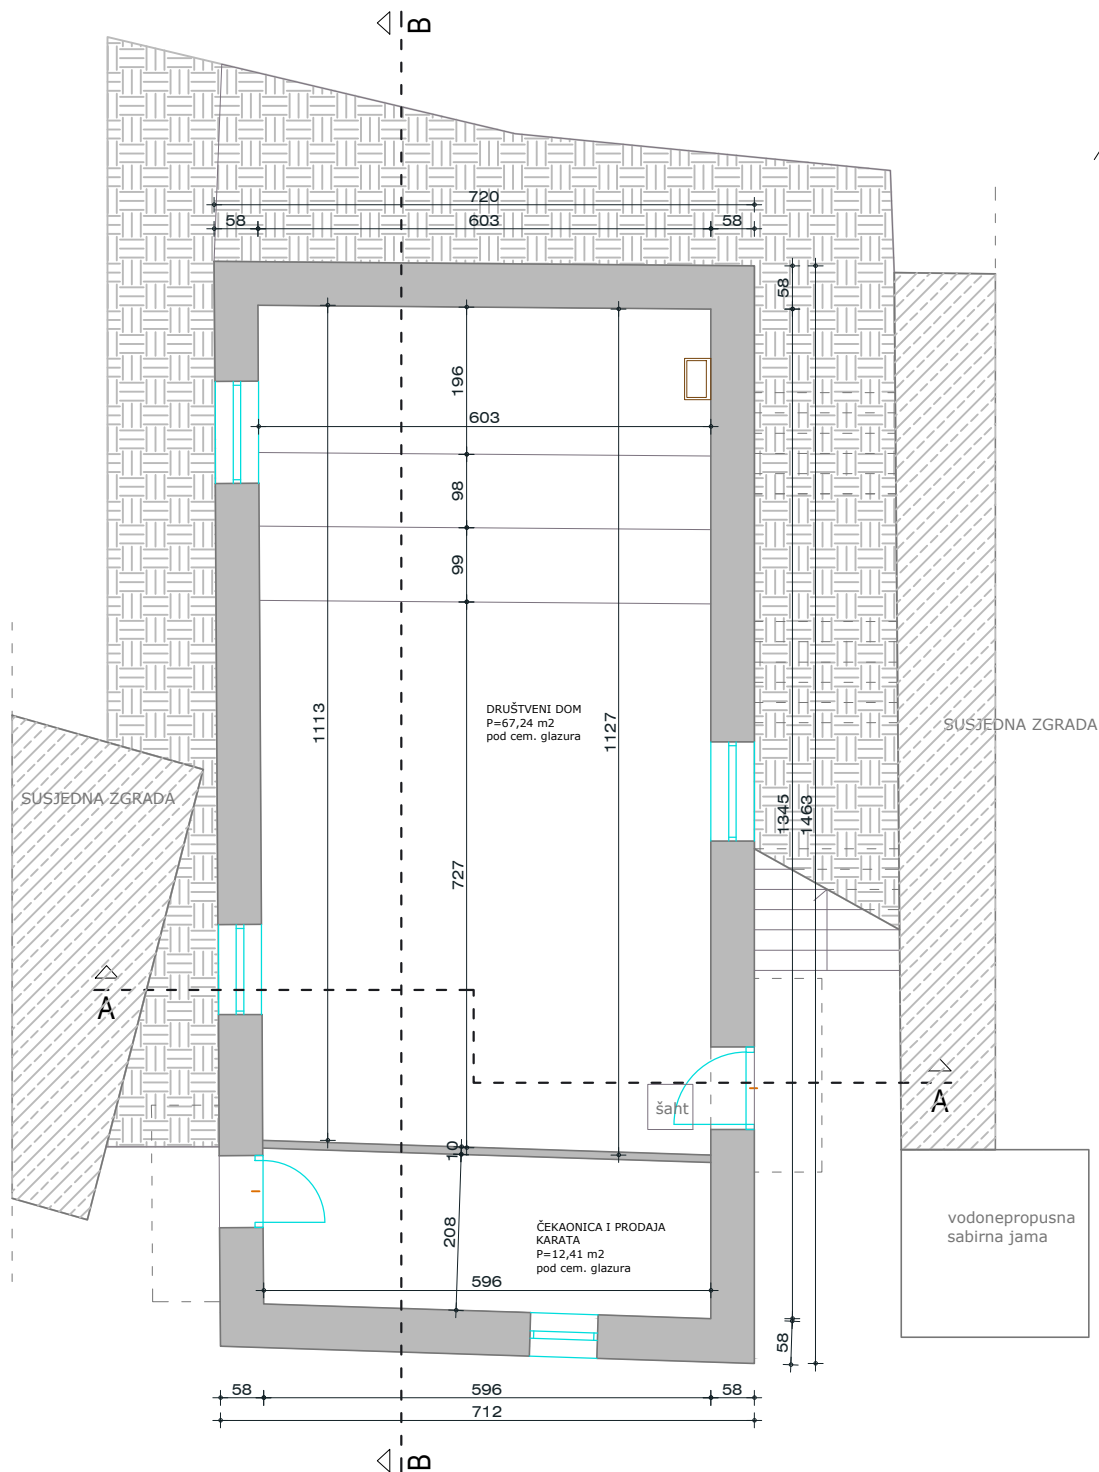 B
720
58
603
58
58
196
603
98
99
1113
DRUŠTVENI DOM
P=67,24 m2
pod cem. glazura
1127
SUSJEDNA ZGRADA
SUSJEDNA ZGRADA
1345
1463
727
A
A
šaht
10
208
ČEKAONICA I PRODAJA
KARATA
P=12,41 m2
pod cem. glazura
vodonepropusna
sabirna jama
596
58
58
596
58
712
B